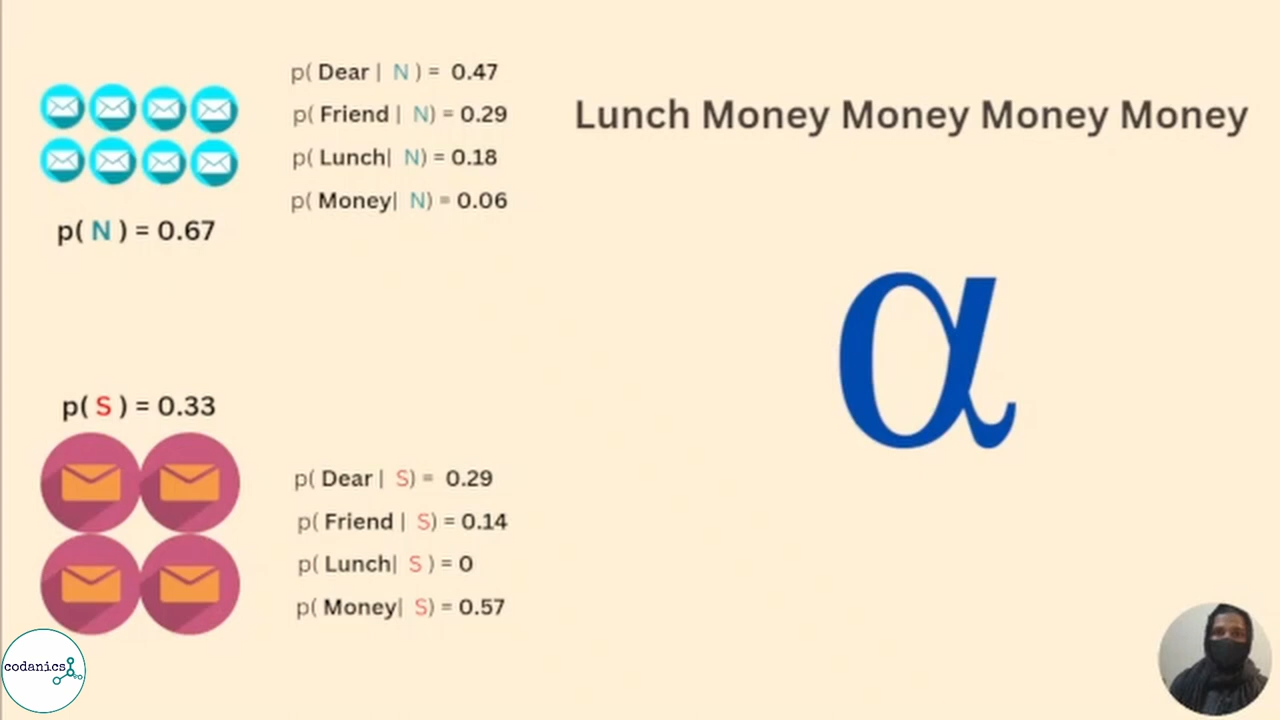 p( Dear | N ) = 0.47
p( Friend | N) = 0.29
p( Lunch| N) = 0.18
p( Money| N) = 0.06
p( N ) = 0.67
Lunch Money Money Money Money
α
p( S ) = 0.33
p( Dear | S) = 0.29
p( Friend | S) = 0.14
p( Lunch| S ) = 0
p( Money| S) = 0.57
codanics